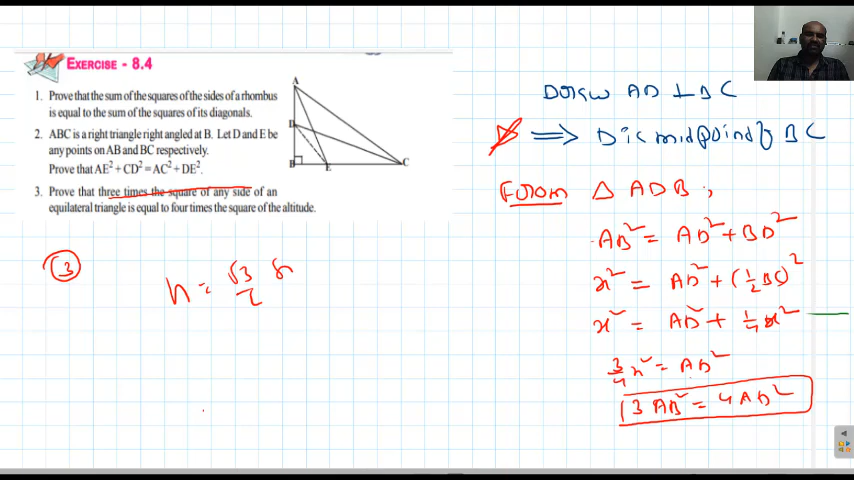 EXERCISE - 8.4
1. Prove that the sum of the squares of the sides of a rhombus
is equal to the sum of the squares of its diagonals.
2. ABC is a right triangle right angled at B. Let D and E be
any points on AB and BC respectively.
Prove that AE² + CD² = AC² + DE².
3. Prove that three times the square of any side of an
equilateral triangle is equal to four times the square of the altitude.
A
D
B
E
C
3
h = √3/2
Draw AD ⊥ BC
⇒ D is midpoint of BC
From Δ ADB,
AB² = AD² + BD²
x² = AD² + (1/2 BC)²
x² = AD² + 1/4 x²
3/4 x² = AD²
3 AB² = 4 AD²